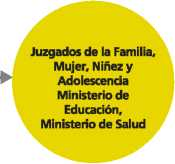 Juzgados de la Familia,
Mujer, Niñez y
Adolescencia
Ministerio de
Educación,
Ministerio de Salud